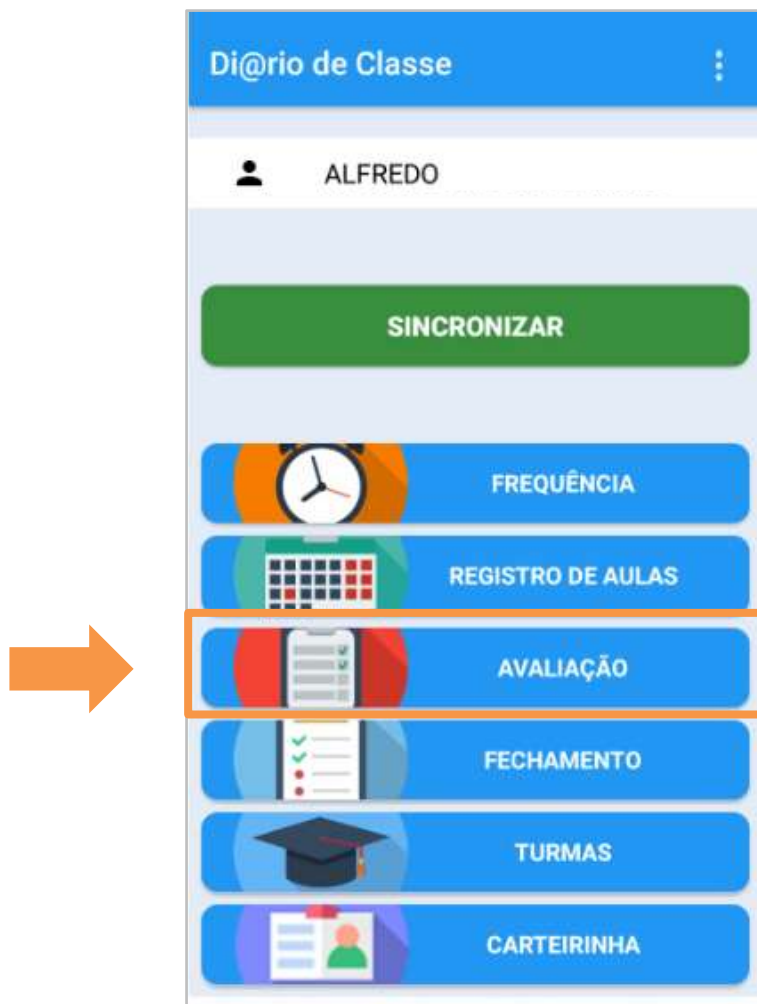 Di@rio de Classe
ALFREDO
SINCRONIZAR
FREQUÊNCIA
REGISTRO DE AULAS
AVALIAÇÃO
FECHAMENTO
TURMAS
CARTEIRINHA